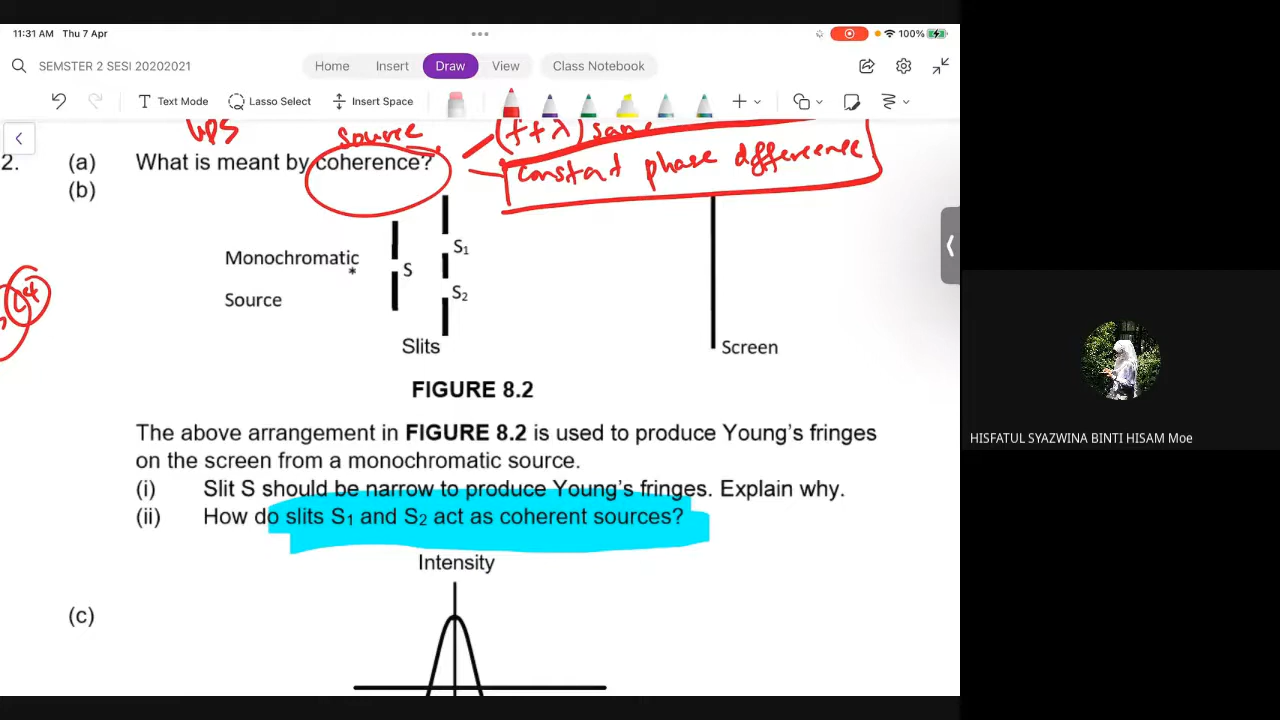 11:31 AM Thu 7 Apr
100%
SEMSTER 2 SESI 20202021
Home Insert Draw View Class Notebook
Text Mode Lasso Select Insert Space
source (f + λ) same
2. (a) What is meant by coherence? constant phase difference
(b)
S1
Monochromatic
* S
S2
Source
Slits Screen
FIGURE 8.2
The above arrangement in FIGURE 8.2 is used to produce Young's fringes
on the screen from a monochromatic source.
(i) Slit S should be narrow to produce Young's fringes. Explain why.
(ii) How do slits S1 and S2 act as coherent sources?
Intensity
(c)
HISFATUL SYAZWINA BINTI HISAM Moe